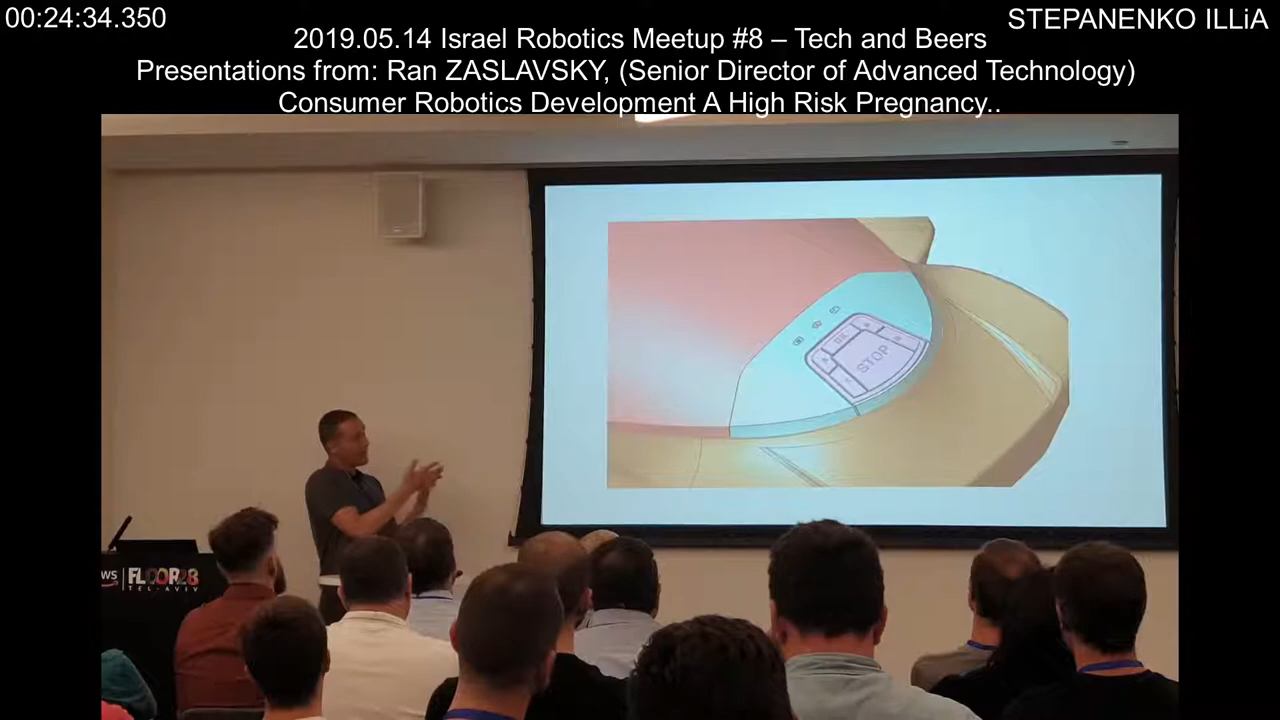 00:24:34.350
STEPANENKO ILLiA
2019.05.14 Israel Robotics Meetup #8 – Tech and Beers
Presentations from: Ran ZASLAVSKY, (Senior Director of Advanced Technology)
Consumer Robotics Development A High Risk Pregnancy..
OK
STOP
FLOOR28
TEL-AVIV